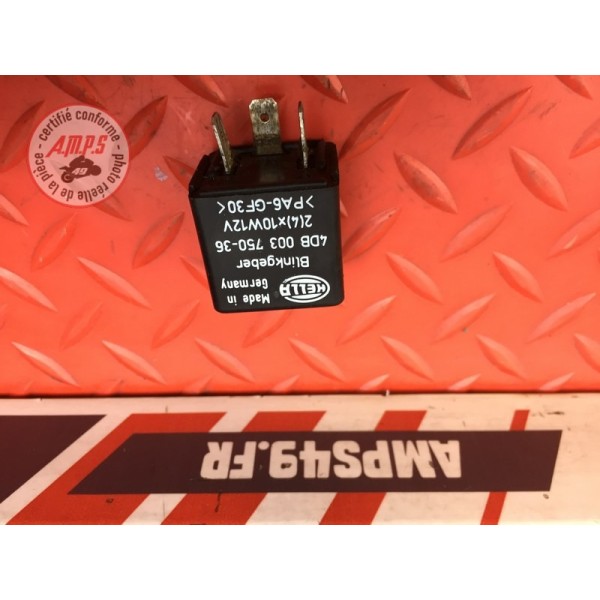 certifié conforme - photo réelle de la pièce -
A.M.P.S
49
HELLA
Made in
Germany
Blinkgeber
4DB 003 750-36
2(4)x10W12V
>PA6-GF30<
AMPS49.FR